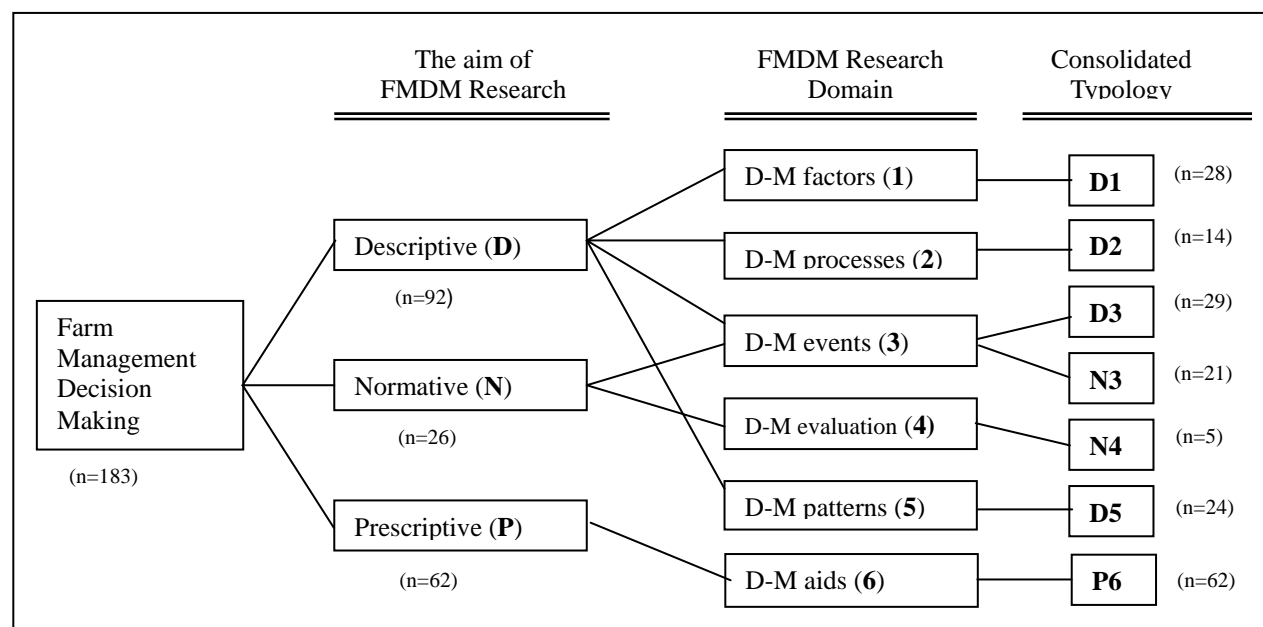 The aim of
FMDM Research
FMDM Research
Domain
Consolidated
Typology
Farm
Management
Decision
Making
(n=183)
Descriptive (D)
(n=92)
Normative (N)
(n=26)
Prescriptive (P)
(n=62)
D-M factors (1)
D-M processes (2)
D-M events (3)
D-M evaluation (4)
D-M patterns (5)
D-M aids (6)
D1 (n=28)
D2 (n=14)
D3 (n=29)
N3 (n=21)
N4 (n=5)
D5 (n=24)
P6 (n=62)